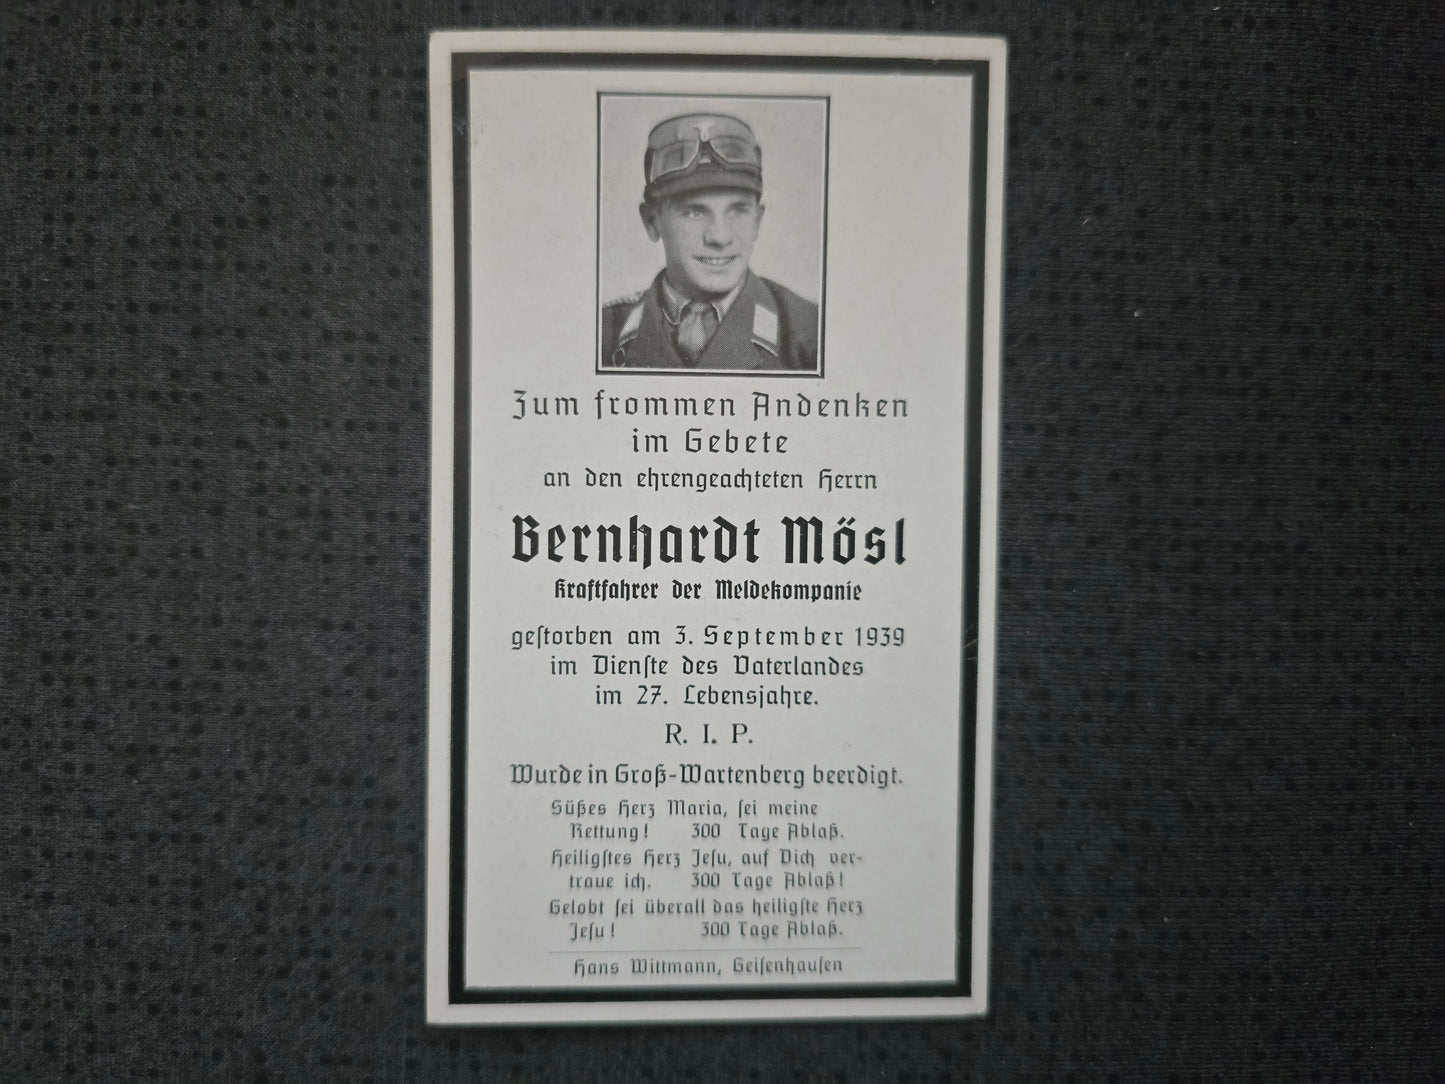 Zum frommen Andenken
im Gebete
an den ehrengeachteten Herrn
Bernhardt Mösl
Kraftfahrer der Meldekompanie
geſtorben am 3. September 1939
im Dienſte des Vaterlandes
im 27. Lebensjahre.
R. I. P.
Wurde in Groß-Wartenberg beerdigt.
Süßes Herz Maria, ſei meine
Rettung! 300 Tage Ablaß.
Heiligſtes Herz Jeſu, auf Dich ver-
traue ich. 300 Tage Ablaß!
Gelobt ſei überall das heiligſte Herz
Jeſu! 300 Tage Ablaß.
Hans Wittmann, Geiſenhauſen